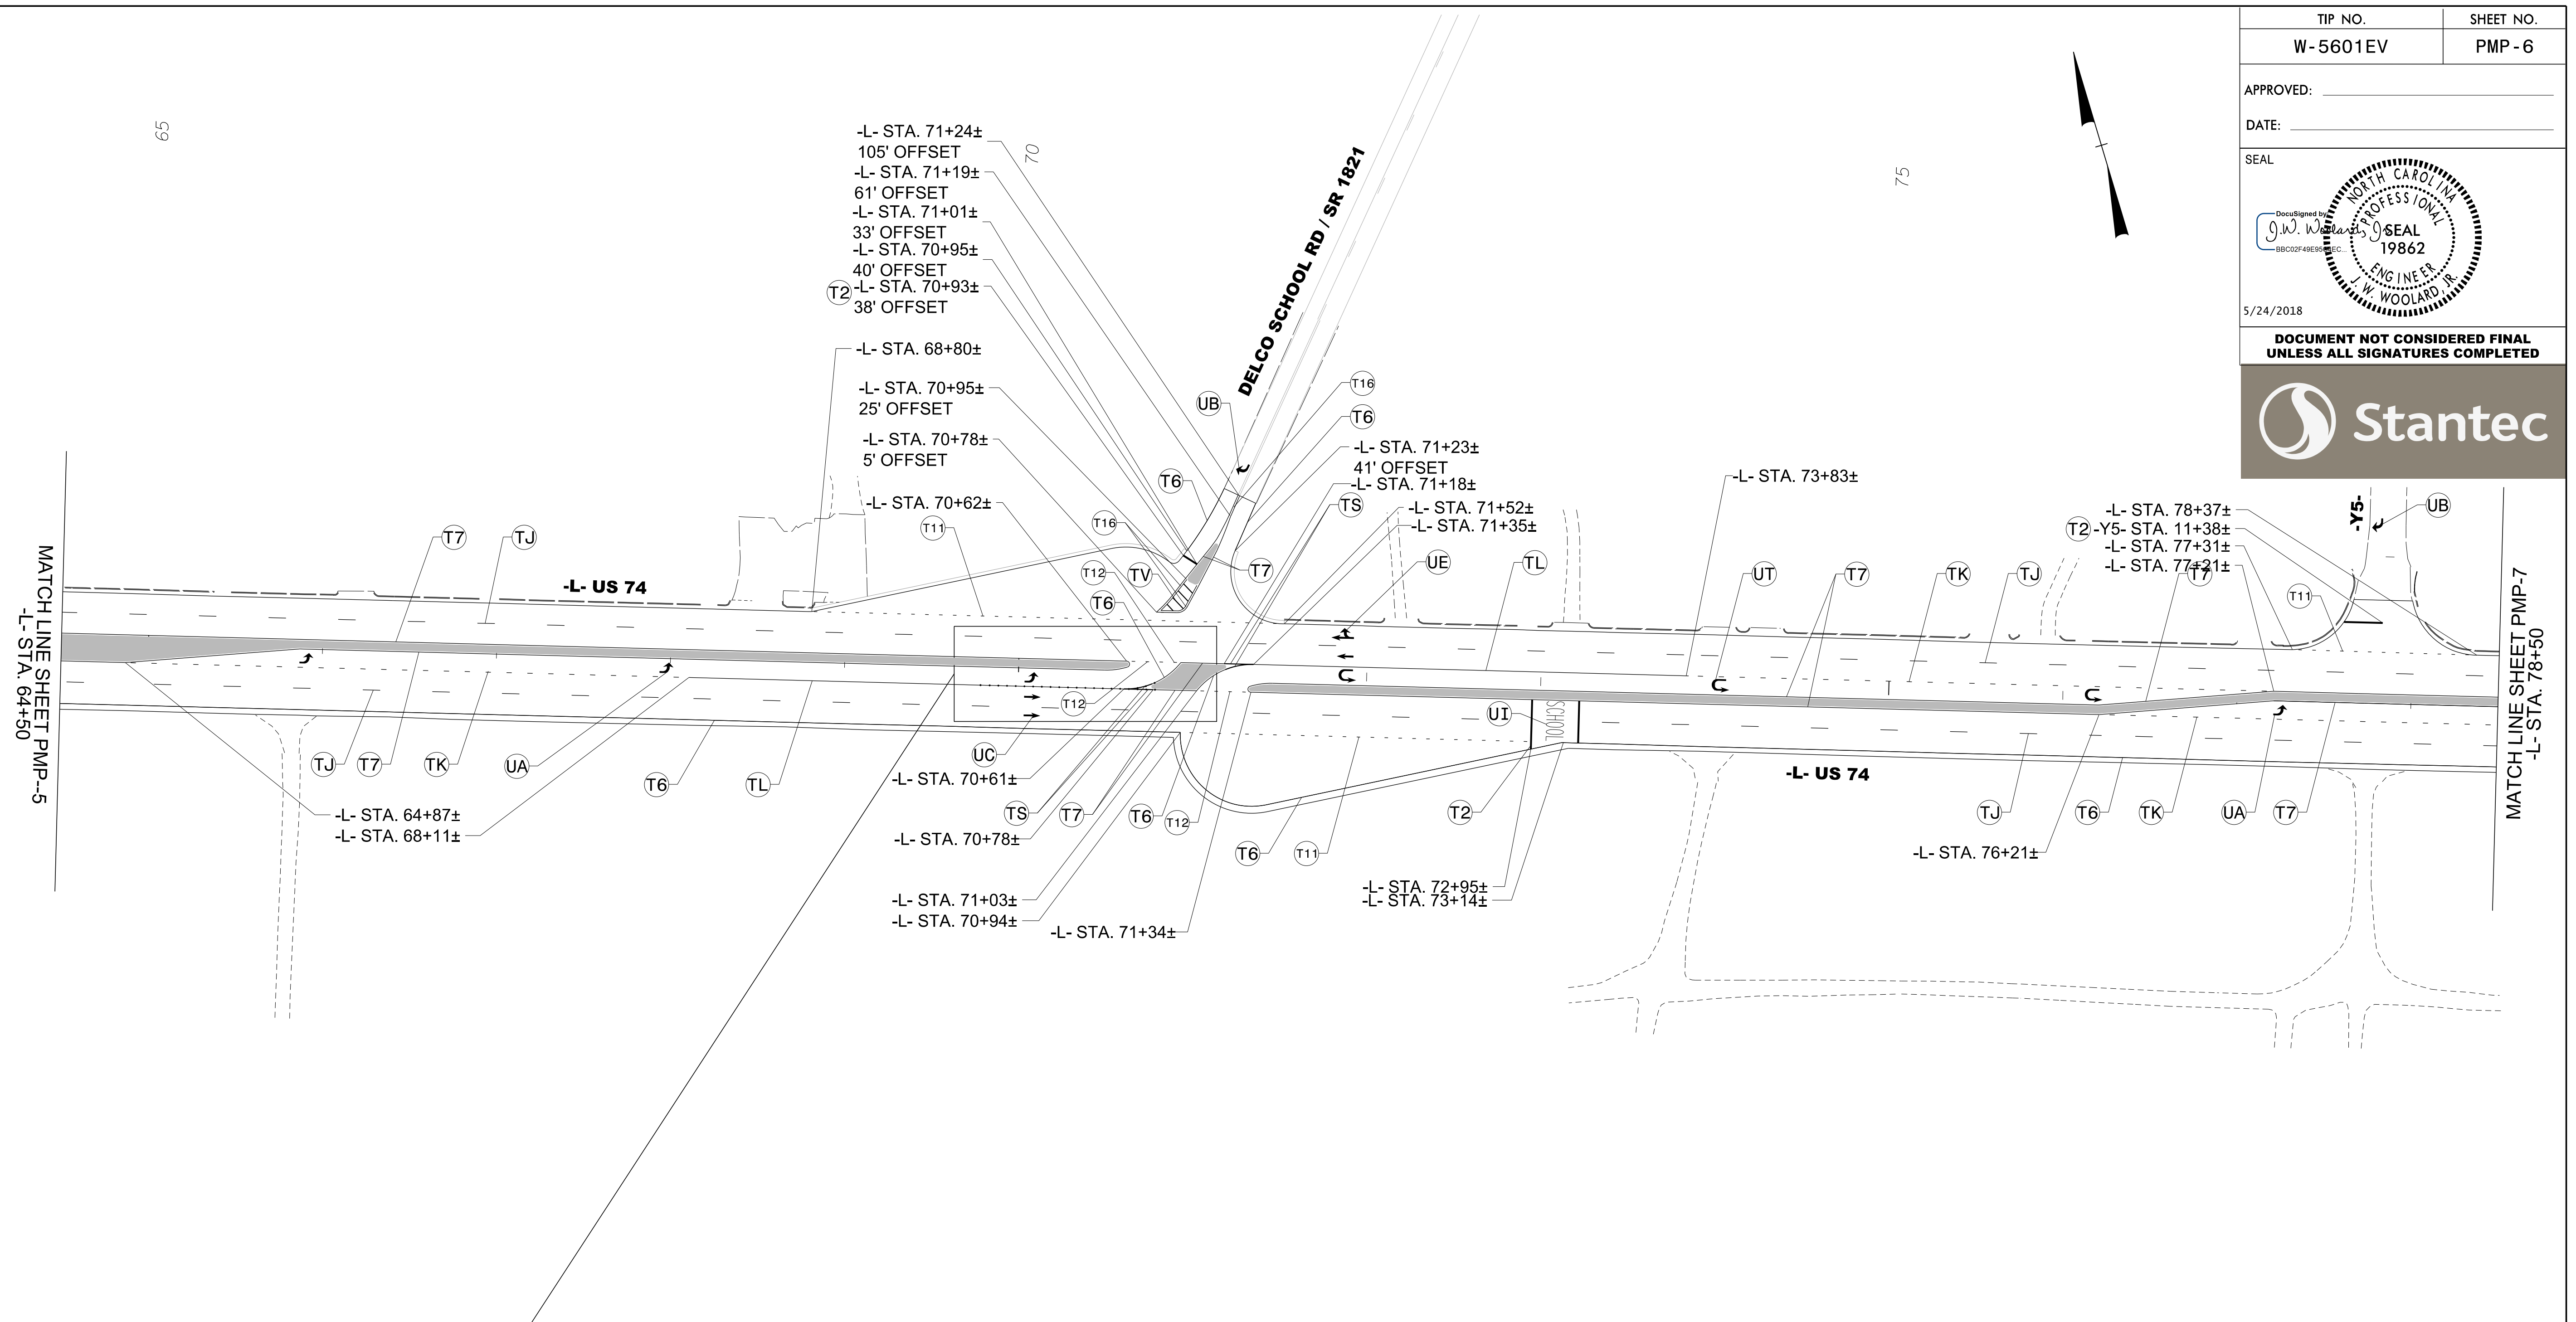 TIP NO.
SHEET NO.
W-5601EV
PMP-6
APPROVED:
DATE:
SEAL
NORTH CAROLINA
PROFESSIONAL
SEAL
19862
ENGINEER
J. W. WOOLARD, JR.
DocuSigned by
J.W. Woolard, Jr.
5/24/2018
DOCUMENT NOT CONSIDERED FINAL
UNLESS ALL SIGNATURES COMPLETED
Stantec
65
70
75
-L- STA. 71+24±
105' OFFSET
-L- STA. 71+19±
61' OFFSET
-L- STA. 71+01±
33' OFFSET
-L- STA. 70+95±
40' OFFSET
T2 -L- STA. 70+93±
38' OFFSET
-L- STA. 68+80±
-L- STA. 70+95±
25' OFFSET
-L- STA. 70+78±
5' OFFSET
-L- STA. 70+62±
DELCO SCHOOL RD / SR 1821
UB
T16
T6
T6
-L- STA. 71+23±
41' OFFSET
-L- STA. 71+18±
TS
-L- STA. 71+52±
-L- STA. 71+35±
-L- STA. 73+83±
-L- STA. 78+37±
T2 -Y5- STA. 11+38±
-L- STA. 77+31±
-L- STA. 77+21±
-Y5-
UB
T7
TJ
T11
T16
T12
TV
T6
T7
UE
TL
UT
T7
TK
TJ
T7
T11
-L- US 74
MATCH LINE SHEET PMP--5
-L- STA. 64+50
MATCH LINE SHEET PMP-7
-L- STA. 78+50
T12
UI
SCHOOL
TJ
T7
TK
UA
T6
TL
UC
-L- STA. 70+61±
-L- US 74
-L- STA. 64+87±
-L- STA. 68+11±
TS
T7
T6
T12
T2
TJ
T6
TK
UA
T7
-L- STA. 70+78±
T6
T11
-L- STA. 76+21±
-L- STA. 71+03±
-L- STA. 70+94±
-L- STA. 71+34±
-L- STA. 72+95±
-L- STA. 73+14±